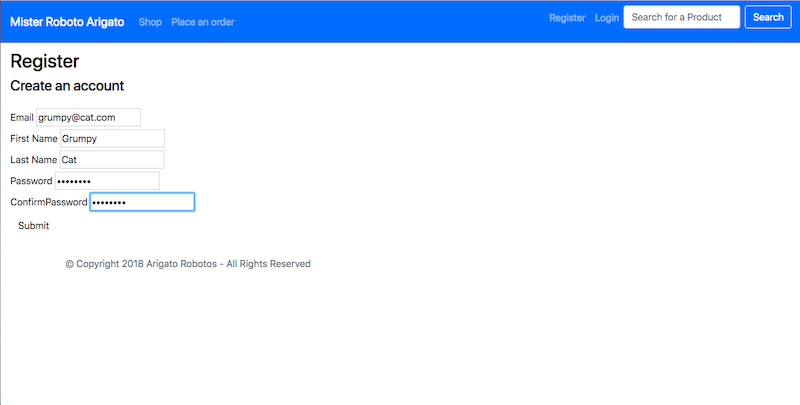 Mister Roboto Arigato Shop Place an order Register Login Search for a Product Search
Register
Create an account
Email grumpy@cat.com
First Name Grumpy
Last Name Cat
Password ••••••••
ConfirmPassword ••••••••
Submit
© Copyright 2018 Arigato Robotos - All Rights Reserved